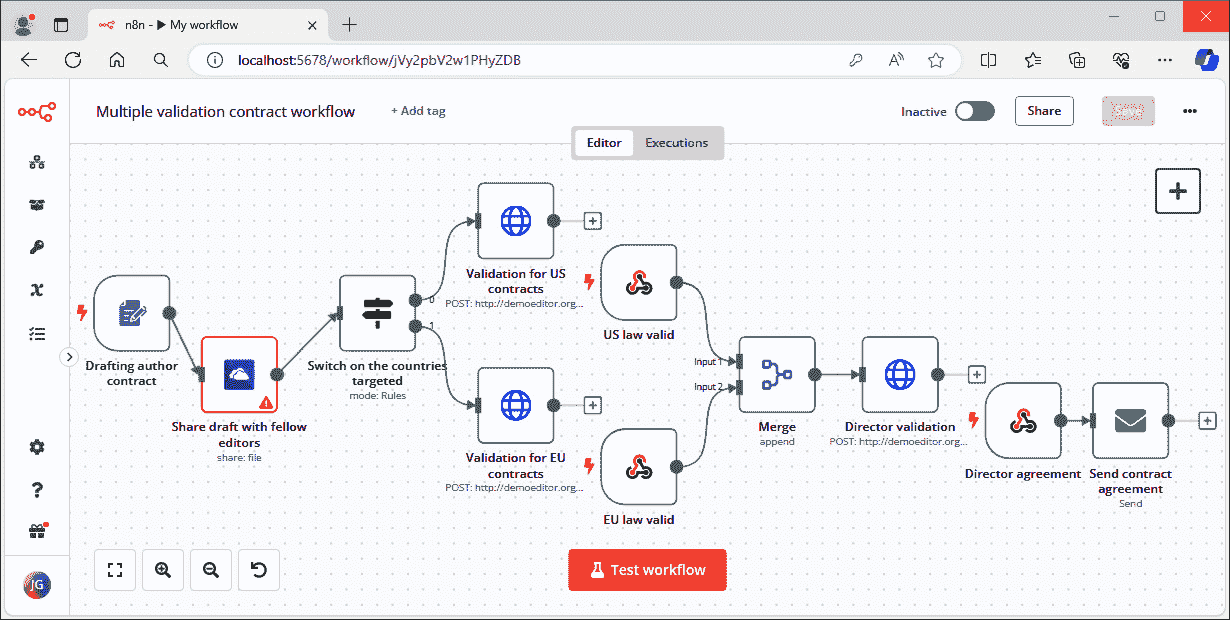 n8n - ▶ My workflow
localhost:5678/workflow/jVy2pbV2w1PHyZDB
Multiple validation contract workflow
+ Add tag
Inactive
Share
Save
Editor
Executions
Validation for US
contracts
POST: http://demoeditor.org...
US law valid
0
1
Drafting author
contract
Switch on the countries
targeted
mode: Rules
Share draft with fellow
editors
share: file
Validation for EU
contracts
POST: http://demoeditor.org...
EU law valid
Input 1
Input 2
Merge
append
Director validation
POST: http://demoeditor.org...
Director agreement
Send contract
agreement
Send
Test workflow
JG